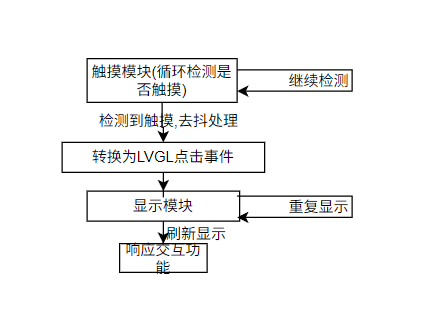 触摸模块(循环检测是
否触摸)
继续检测
检测到触摸,去抖处理
转换为LVGL点击事件
显示模块
重复显示
刷新显示
响应交互功
能